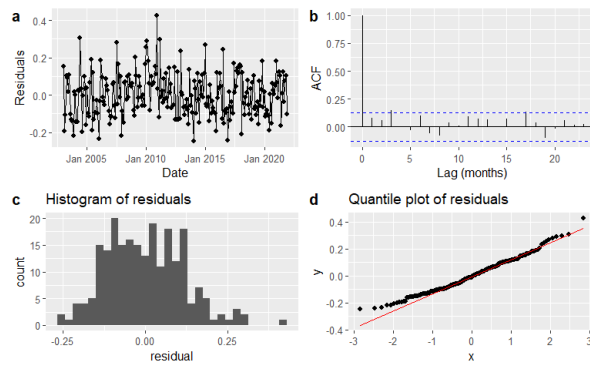 a
0.4
0.2
0.0
-0.2
Residuals
Jan 2005
Jan 2010
Jan 2015
Jan 2020
Date
b
1.00
0.75
0.50
0.25
0.00
ACF
0
10
20
Lag (months)
c
Histogram of residuals
20
15
10
5
0
count
-0.25
0.00
0.25
residual
d
Quantile plot of residuals
0.4
0.2
0.0
-0.2
-0.4
y
-3
-2
-1
0
1
2
3
x